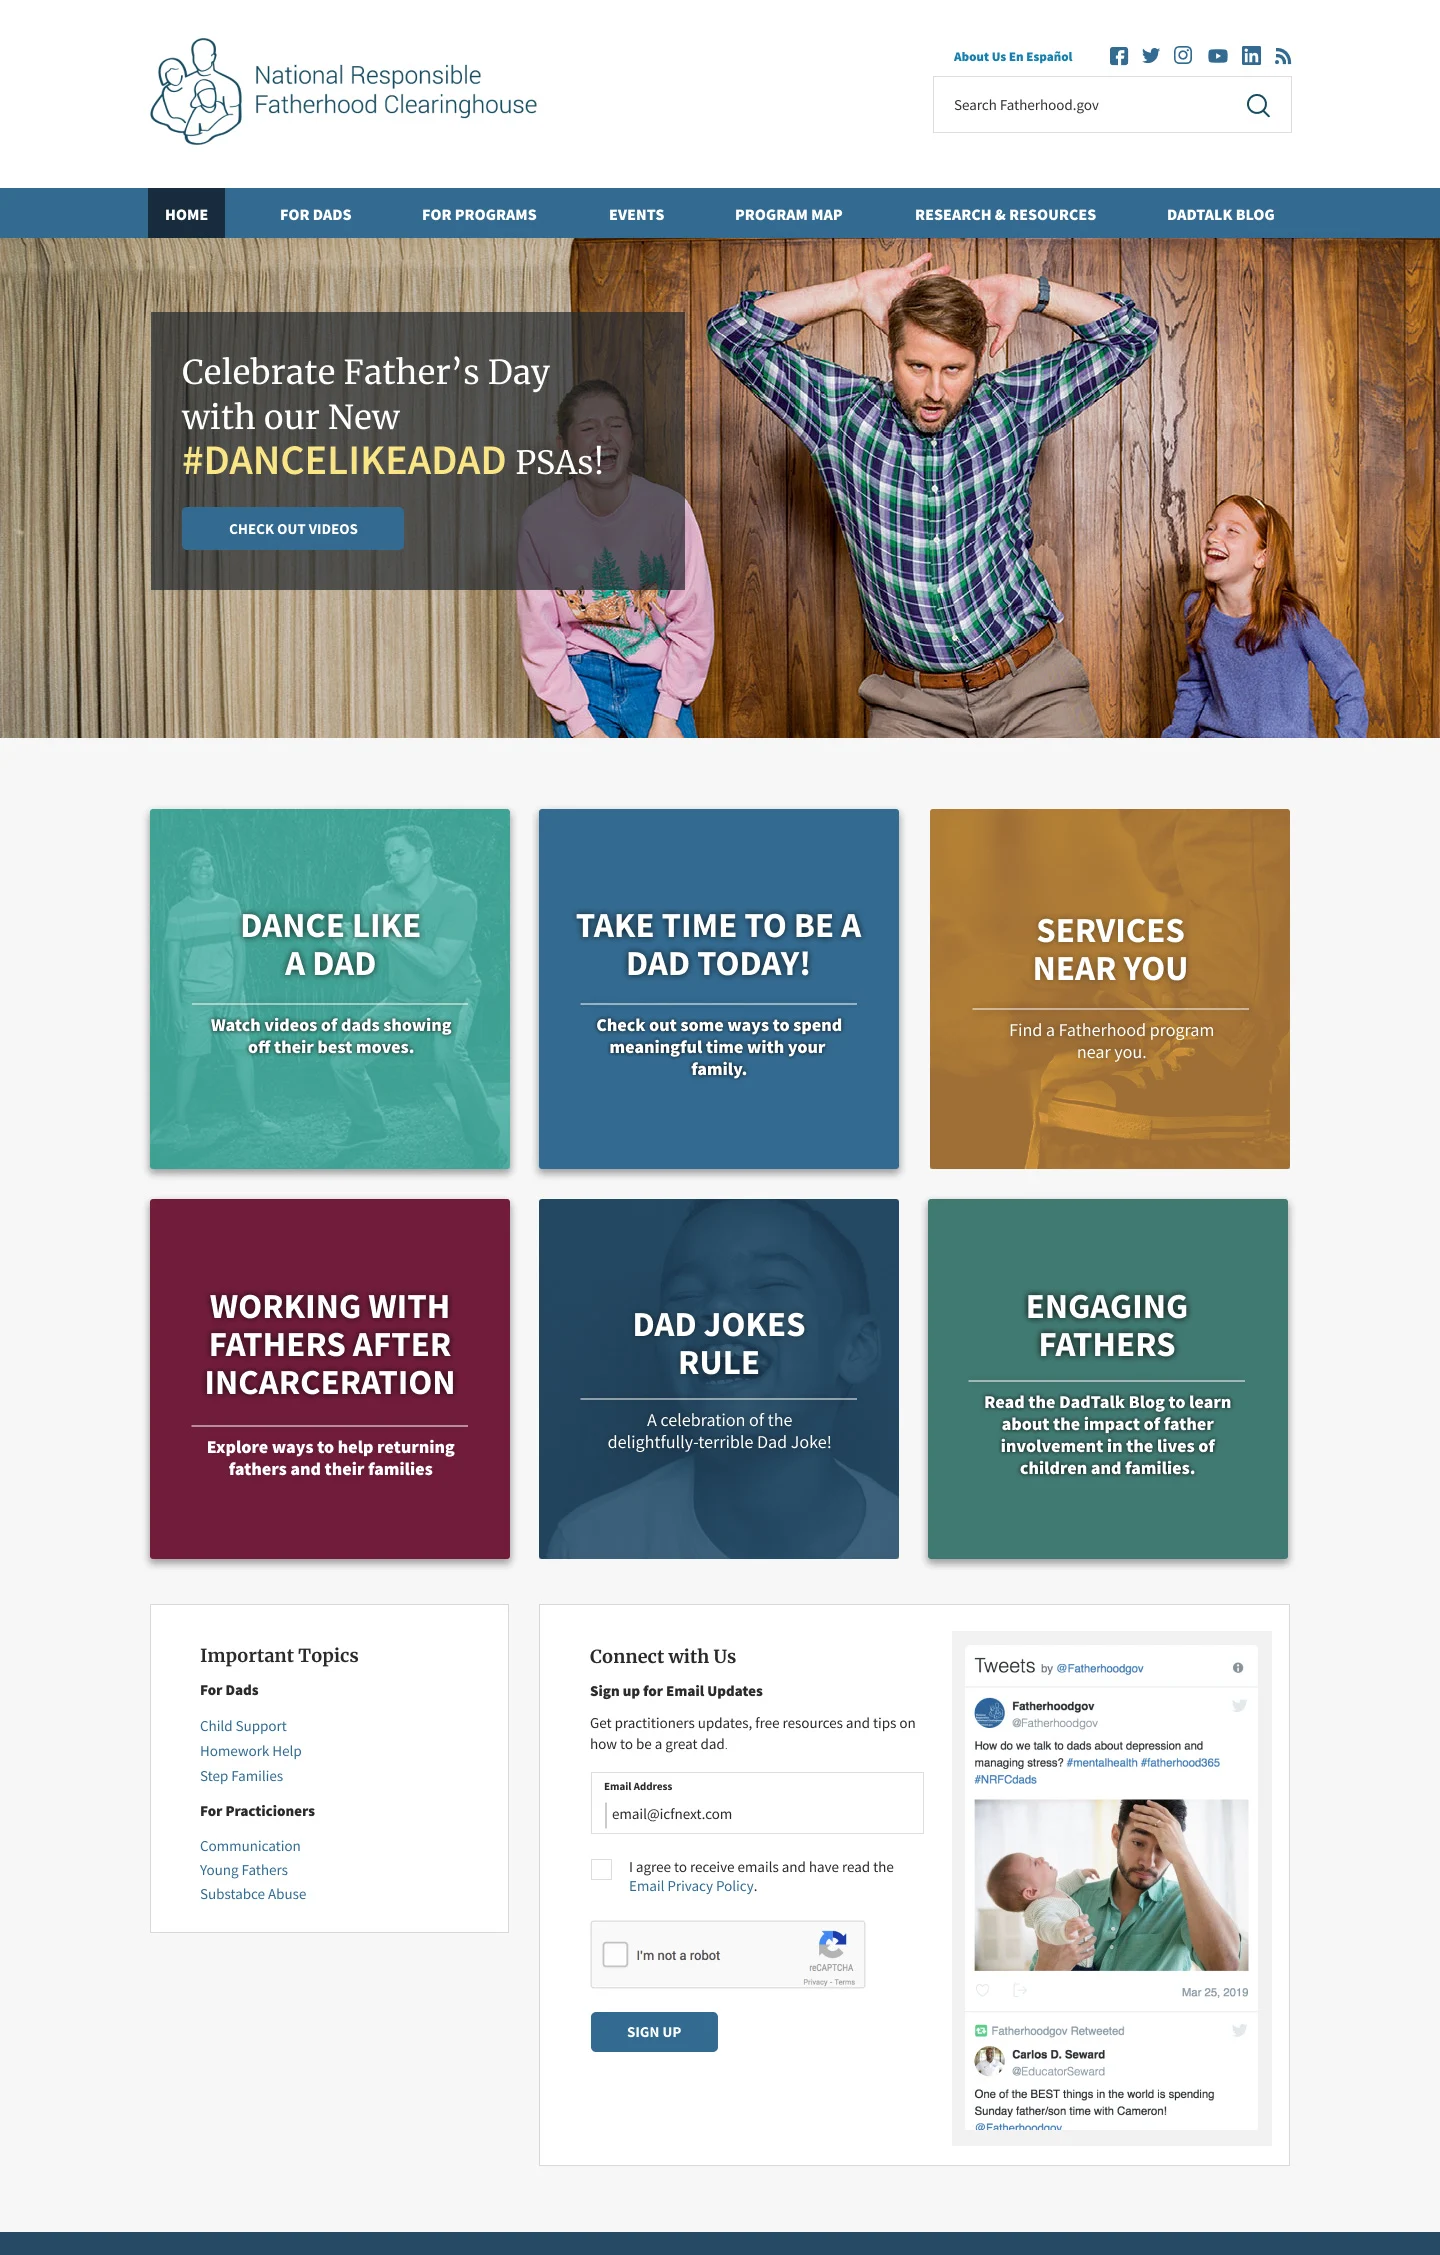 National Responsible
Fatherhood Clearinghouse
About Us En Español
Search Fatherhood.gov
HOME
FOR DADS
FOR PROGRAMS
EVENTS
PROGRAM MAP
RESEARCH & RESOURCES
DADTALK BLOG
Celebrate Father’s Day
with our New
#DANCELIKEADAD PSAs!
CHECK OUT VIDEOS
DANCE LIKE
A DAD
Watch videos of dads showing
off their best moves.
TAKE TIME TO BE A
DAD TODAY!
Check out some ways to spend
meaningful time with your
family.
SERVICES
NEAR YOU
Find a Fatherhood program
near you.
WORKING WITH
FATHERS AFTER
INCARCERATION
Explore ways to help returning
fathers and their families
DAD JOKES
RULE
A celebration of the
delightfully-terrible Dad Joke!
ENGAGING
FATHERS
Read the DadTalk Blog to learn
about the impact of father
involvement in the lives of
children and families.
Important Topics
For Dads
Child Support
Homework Help
Step Families
For Practicioners
Communication
Young Fathers
Substabce Abuse
Connect with Us
Sign up for Email Updates
Get practitioners updates, free resources and tips on
how to be a great dad.
Email Address
email@icfnext.com
I agree to receive emails and have read the
Email Privacy Policy.
I'm not a robot
reCAPTCHA
Privacy - Terms
SIGN UP
Tweets by @Fatherhoodgov
Fatherhoodgov
@Fatherhoodgov
How do we talk to dads about depression and
managing stress? #mentalhealth #fatherhood365
#NRFCdads
Mar 25, 2019
Fatherhoodgov Retweeted
Carlos D. Seward
@EducatorSeward
One of the BEST things in the world is spending
Sunday father/son time with Cameron!
@Fatherhoodgov